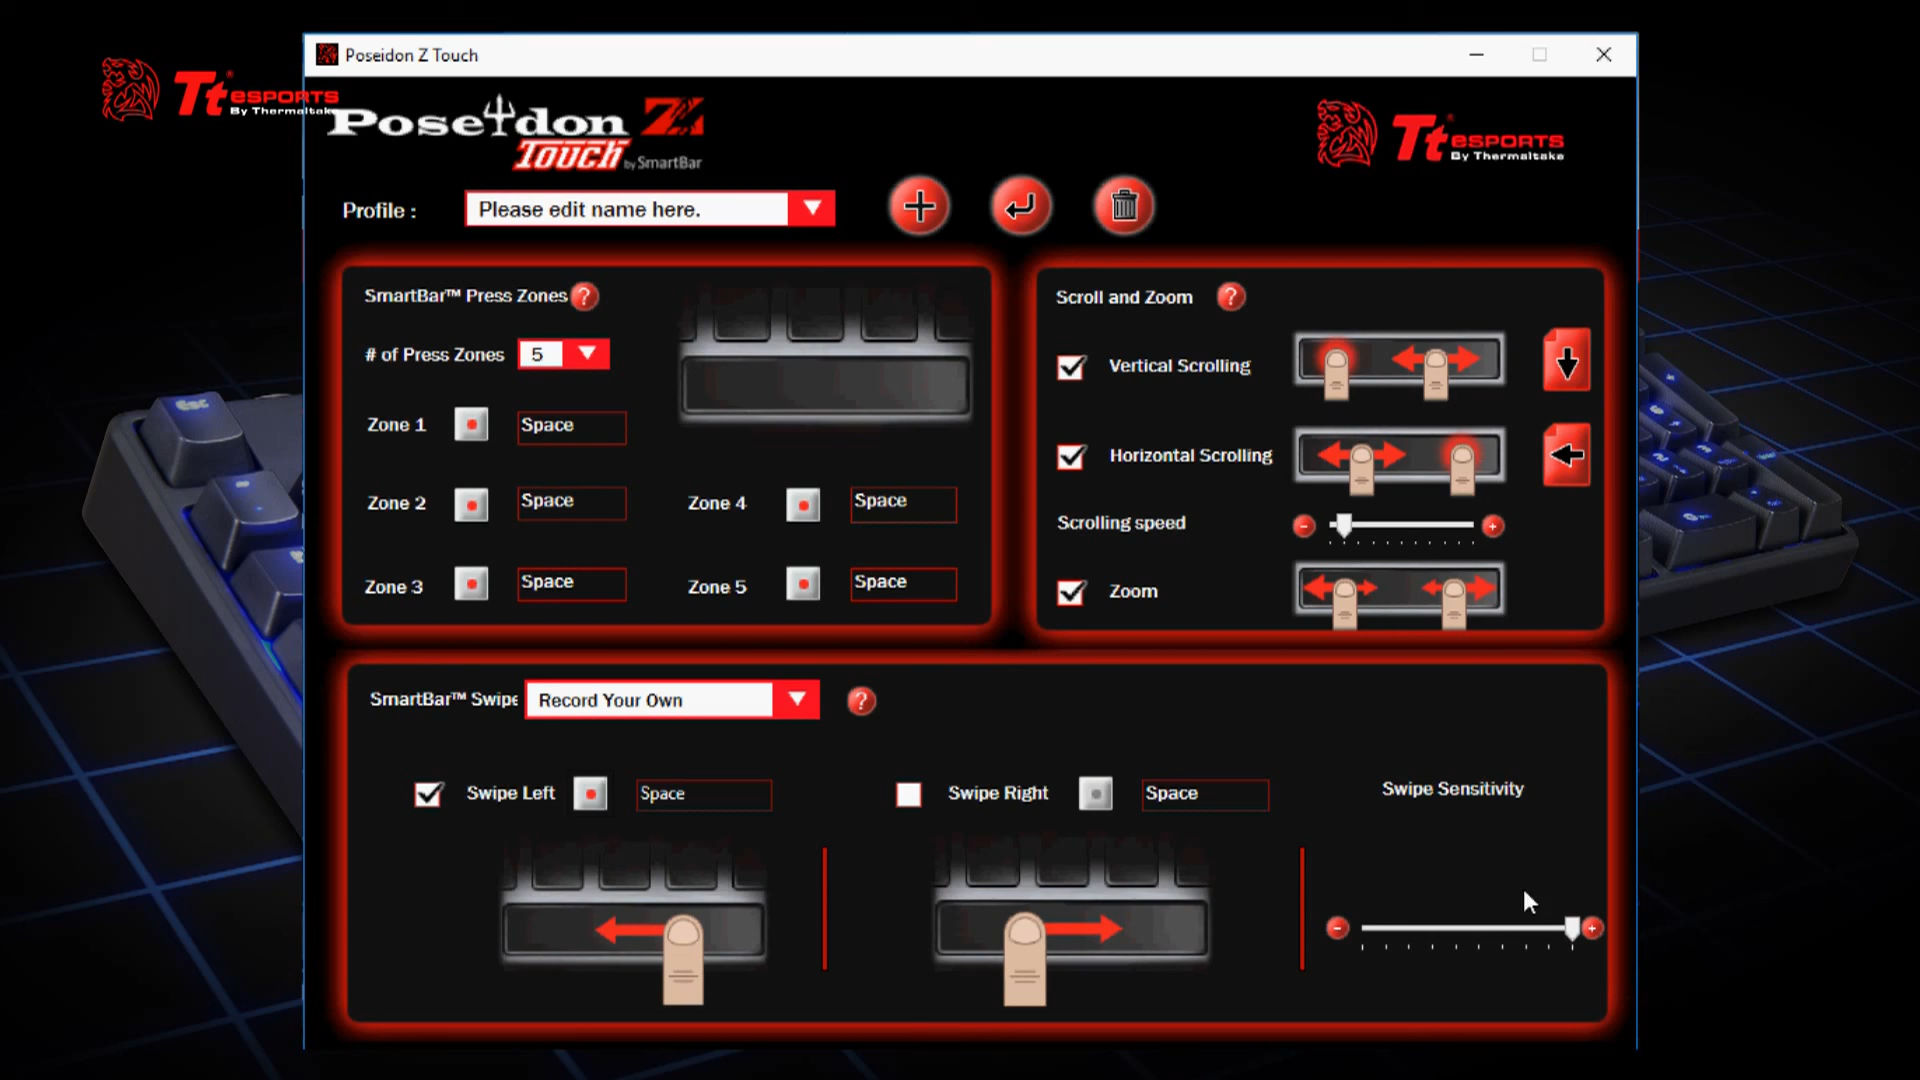 Poseidon Z Touch
Tt eSPORTS
By Thermaltake
Poseidon Z
Touch by SmartBar
Tt eSPORTS
By Thermaltake
Profile :
Please edit name here.
SmartBar™ Press Zones ?
# of Press Zones 5
Zone 1 Space
Zone 2 Space
Zone 4 Space
Zone 3 Space
Zone 5 Space
Scroll and Zoom ?
Vertical Scrolling
Horizontal Scrolling
Scrolling speed - +
Zoom
SmartBar™ Swipe
Record Your Own
?
Swipe Left Space
Swipe Right Space
Swipe Sensitivity
- +
Esc